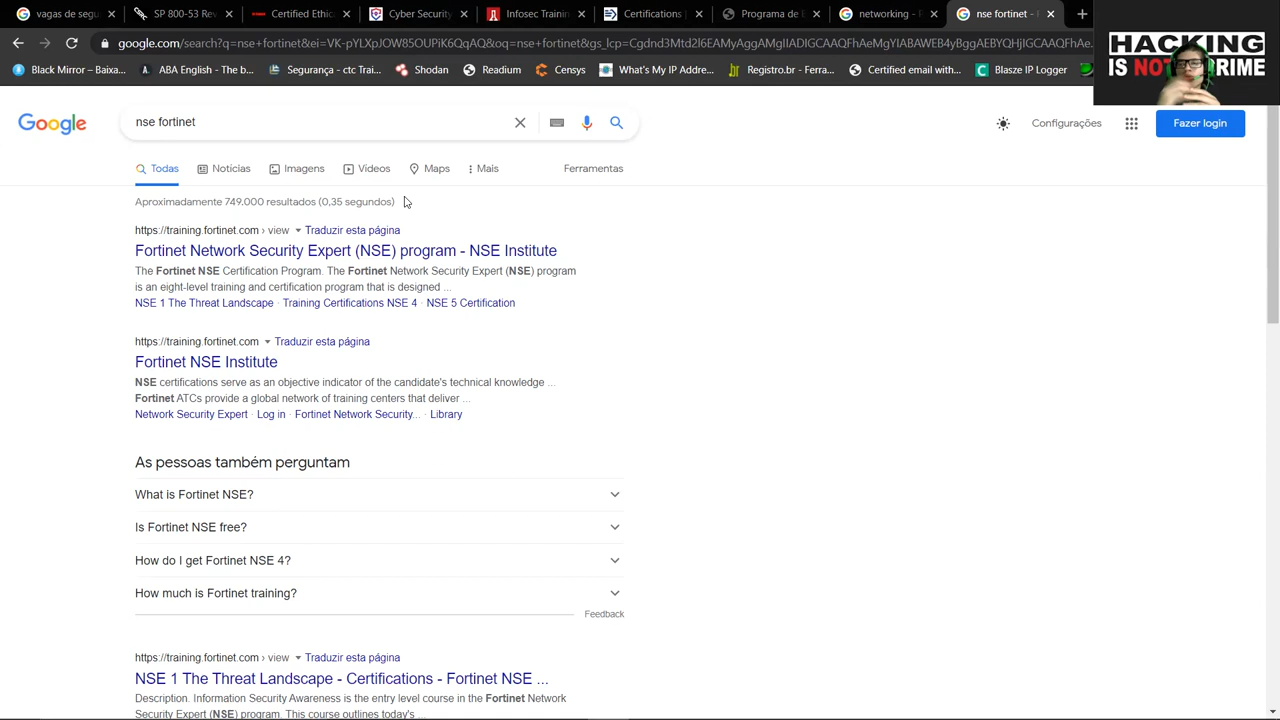 vagas de segu
SP 800-53 Rev
Certified Ethica
Cyber Security
Infosec Training
Certifications
Programa de E
networking - P
nse fortinet - P
google.com/search?q=nse+fortinet&ei=VK-pYLXpJOW85OUPiK6GqAQ&oq=nse+fortinet&gs_lcp=Cgdnd3Mtd2l6EAMyAggAMgIIADIGCAAQFhAeMgYIABAWEB4yBggAEBYQHjIGCAAQFhAe
Black Mirror – Baixa...
ABA English - The b...
Segurança etc Trai...
Shodan
Readium
Censys
What's My IP Addre...
Registro.br - Ferra...
Certified email with...
Blasze IP Logger
HACKING
IS NOT RIME
Google
nse fortinet
Configurações
Fazer login
Todas
Notícias
Imagens
Vídeos
Maps
Mais
Ferramentas
Aproximadamente 749.000 resultados (0,35 segundos)
https://training.fortinet.com › view
Traduzir esta página
Fortinet Network Security Expert (NSE) program - NSE Institute
The Fortinet NSE Certification Program. The Fortinet Network Security Expert (NSE) program
is an eight-level training and certification program that is designed ...
NSE 1 The Threat Landscape · Training Certifications NSE 4 · NSE 5 Certification
https://training.fortinet.com
Traduzir esta página
Fortinet NSE Institute
NSE certifications serve as an objective indicator of the candidate's technical knowledge ...
Fortinet ATCs provide a global network of training centers that deliver ...
Network Security Expert · Log in · Fortinet Network Security... · Library
As pessoas também perguntam
What is Fortinet NSE?
Is Fortinet NSE free?
How do I get Fortinet NSE 4?
How much is Fortinet training?
Feedback
https://training.fortinet.com › view
Traduzir esta página
NSE 1 The Threat Landscape - Certifications - Fortinet NSE ...
Description. Information Security Awareness is the entry level course in the Fortinet Network
Security Expert (NSE) program. This course outlines today's ...